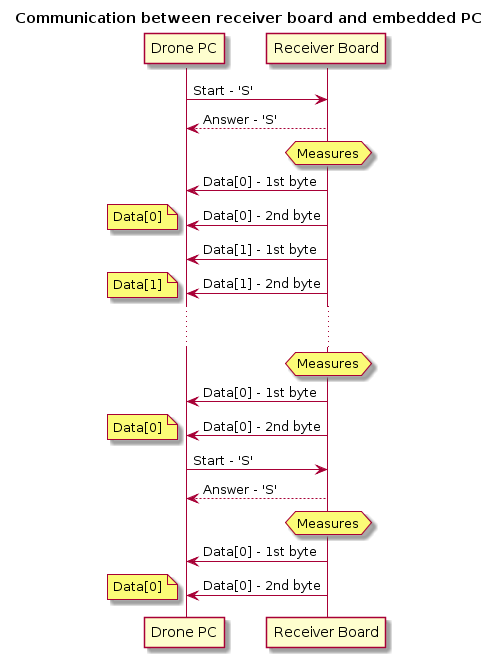 Communication between receiver board and embedded PC
Drone PC
Receiver Board
Start - 'S'
Answer - 'S'
Measures
Data[0] - 1st byte
Data[0]
Data[0] - 2nd byte
Data[1] - 1st byte
Data[1]
Data[1] - 2nd byte
Measures
Data[0] - 1st byte
Data[0]
Data[0] - 2nd byte
Start - 'S'
Answer - 'S'
Measures
Data[0] - 1st byte
Data[0]
Data[0] - 2nd byte
Drone PC
Receiver Board